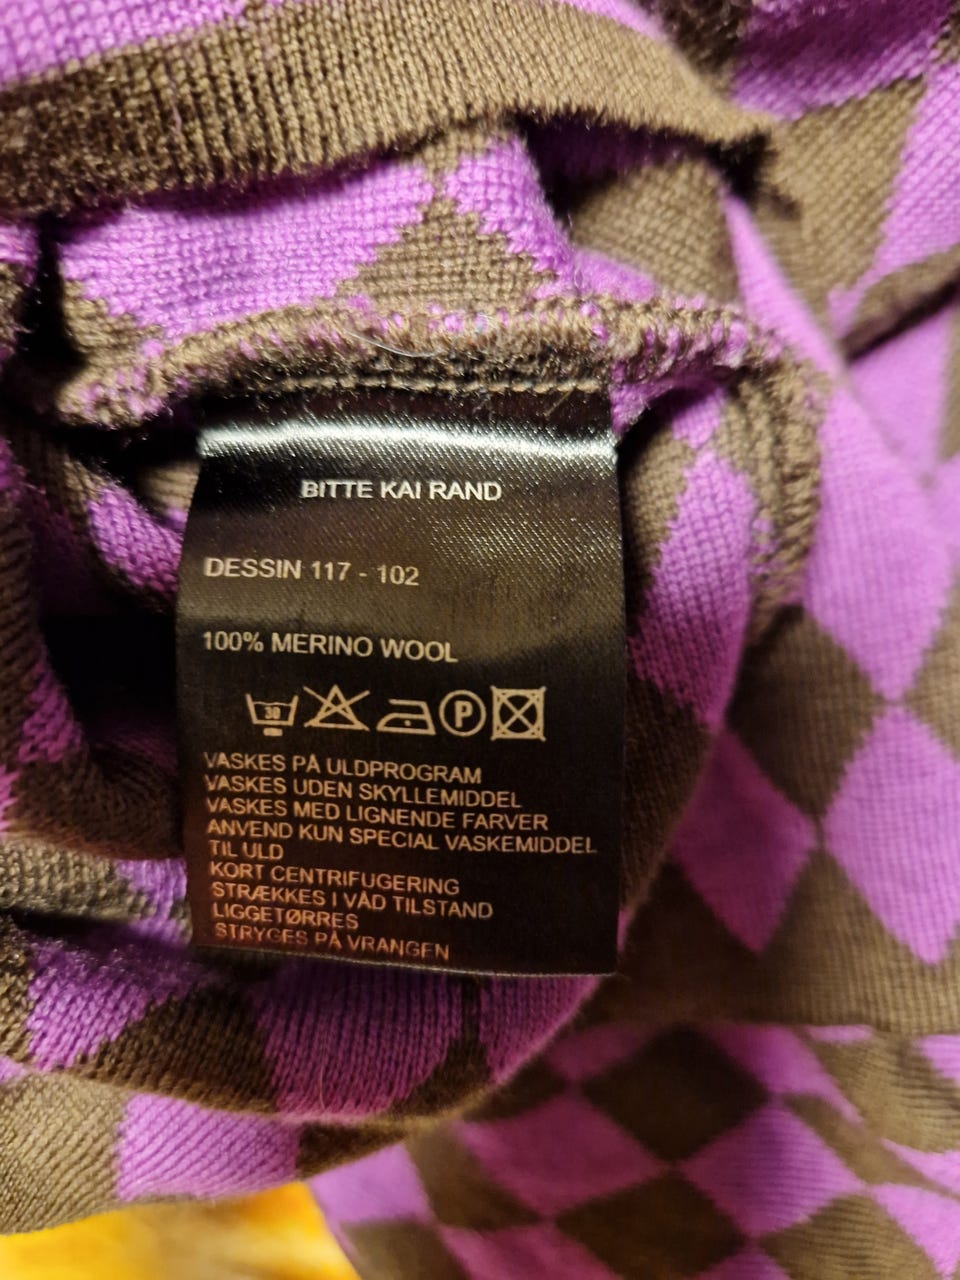 BITTE KAI RAND
DESSIN 117 - 102
100% MERINO WOOL
30 P
VASKES PÅ ULDPROGRAM
VASKES UDEN SKYLLEMIDDEL
VASKES MED LIGNENDE FARVER
ANVEND KUN SPECIAL VASKEMIDDEL
TIL ULD
KORT CENTRIFUGERING
STRÆKKES I VÅD TILSTAND
LIGGETØRRES
STRYGES PÅ VRANGEN